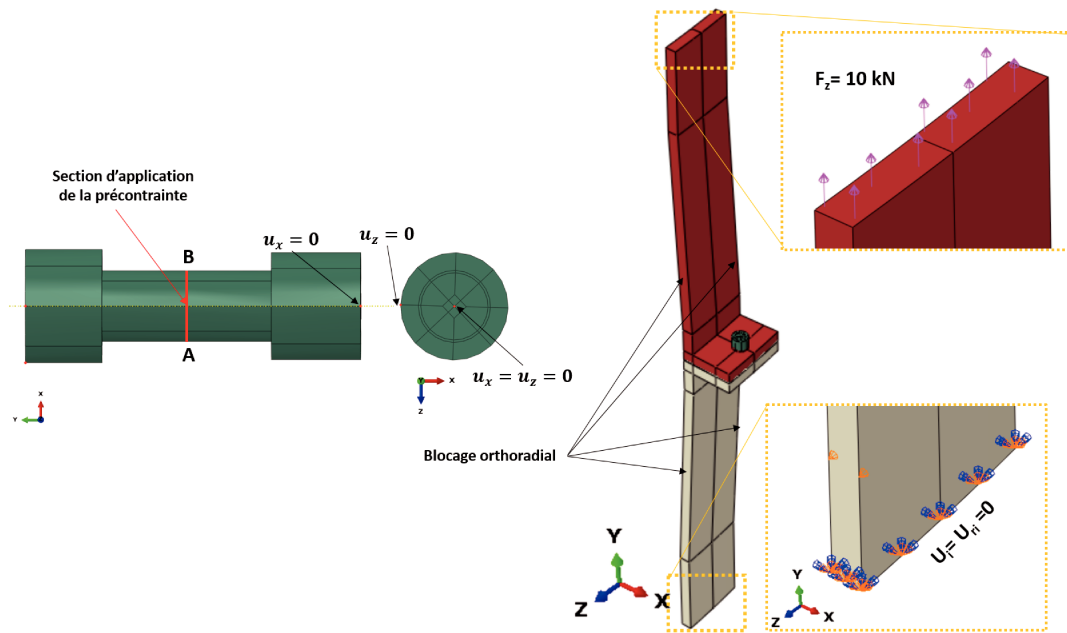 Section d'application
de la précontrainte
B
A
u_x = 0
u_z = 0
u_x = u_z = 0
X
Y
Y
X
Z
F_z= 10 kN
Blocage orthoradial
Y
X
Z
U_i= U_ri =0
Y
X
Z